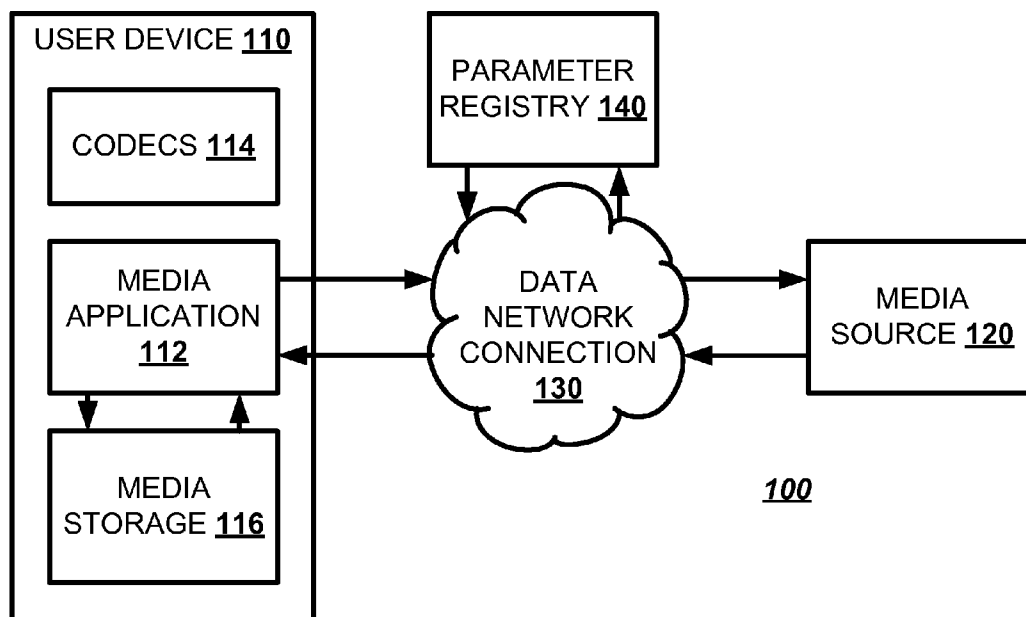 USER DEVICE 110
CODECS 114
MEDIA
APPLICATION
112
MEDIA
STORAGE 116
PARAMETER
REGISTRY 140
DATA
NETWORK
CONNECTION
130
MEDIA
SOURCE 120
100